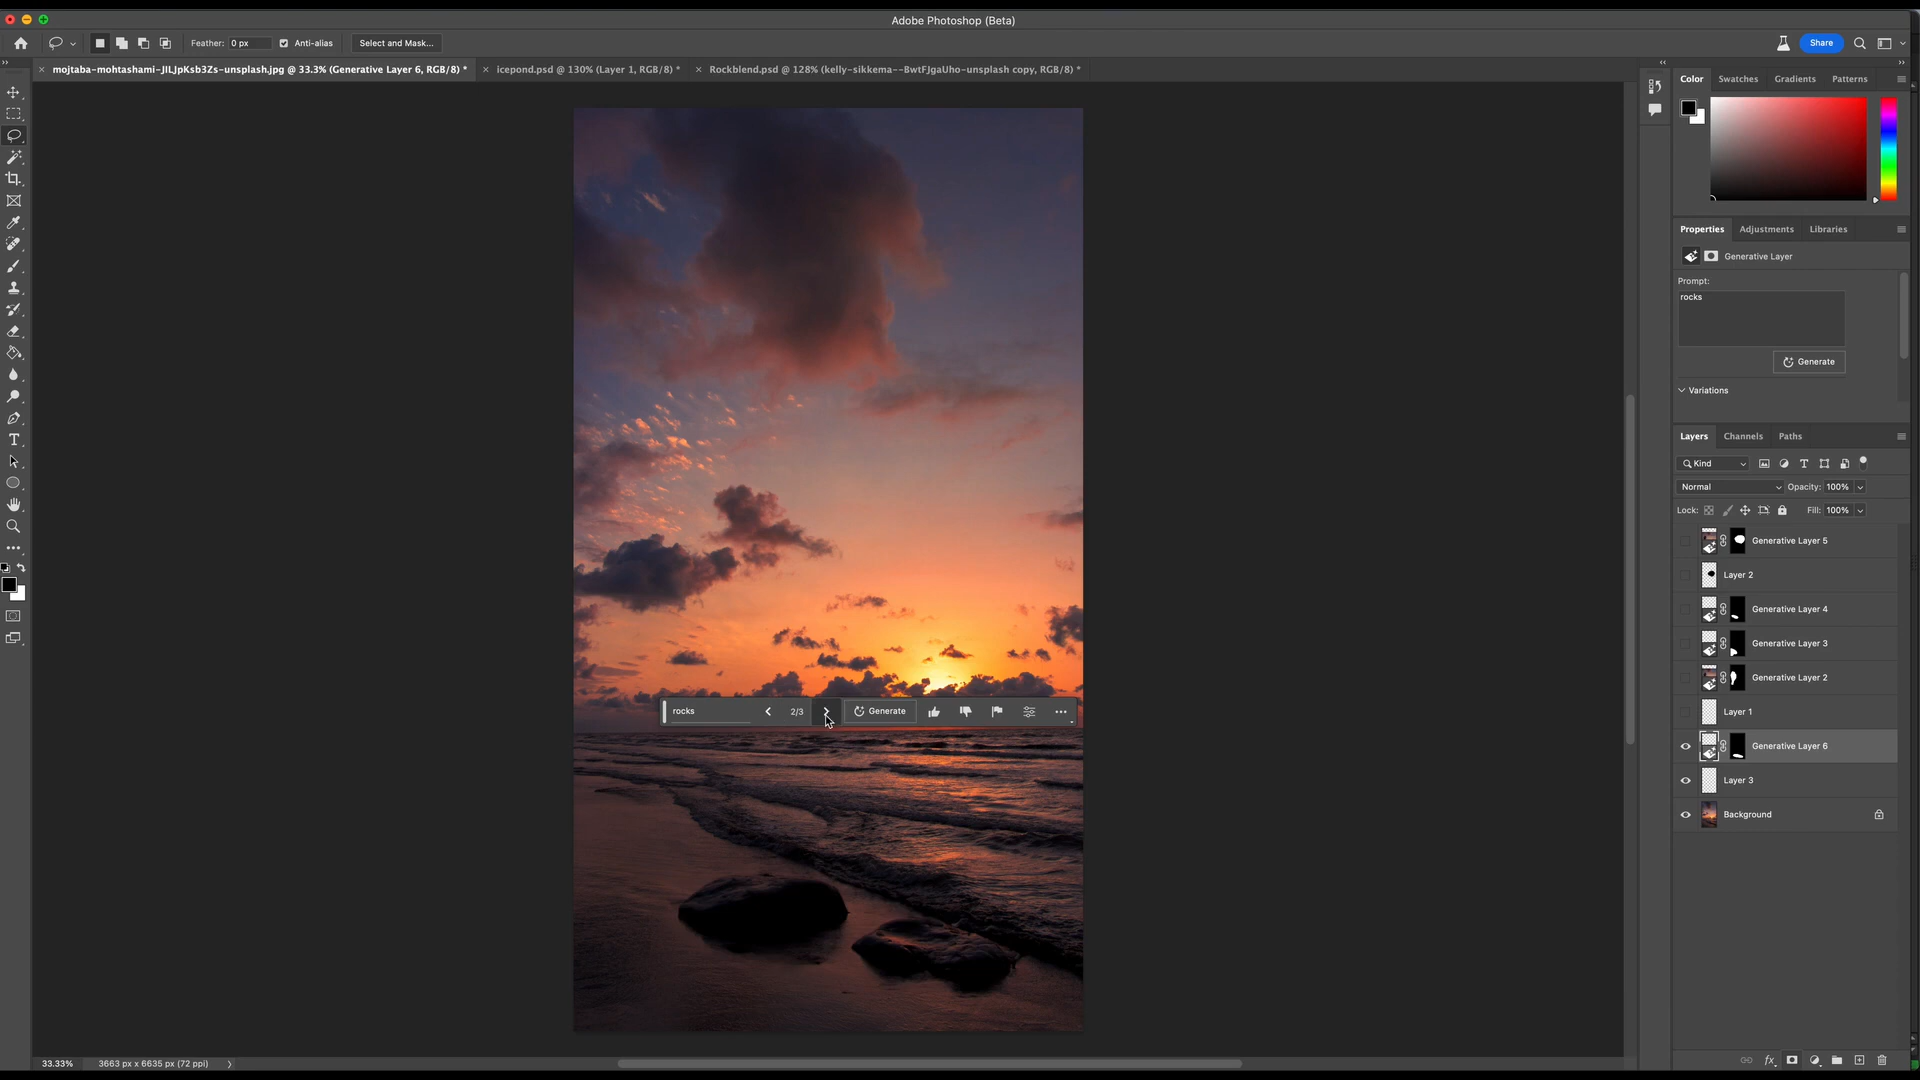 Adobe Photoshop (Beta)
Feather: 0 px Anti-alias Select and Mask... Share
mojtaba-mohtashami-JILJpKsb3Zs-unsplash.jpg @ 33.3% (Generative Layer 6, RGB/8) * icepond.psd @ 130% (Layer 1, RGB/8) * Rockblend.psd @ 128% (kelly-sikkema--BwtFJgaUho-unsplash copy, RGB/8) *
Color Swatches Gradients Patterns
Properties Adjustments Libraries
Generative Layer
Prompt:
rocks
Generate
Variations
Layers Channels Paths
Kind
Normal Opacity: 100%
Lock: Fill: 100%
Generative Layer 5
Layer 2
Generative Layer 4
Generative Layer 3
Generative Layer 2
Layer 1
Generative Layer 6
Layer 3
Background
rocks 2/3 Generate
33.33% 3663 px x 6635 px (72 ppi)